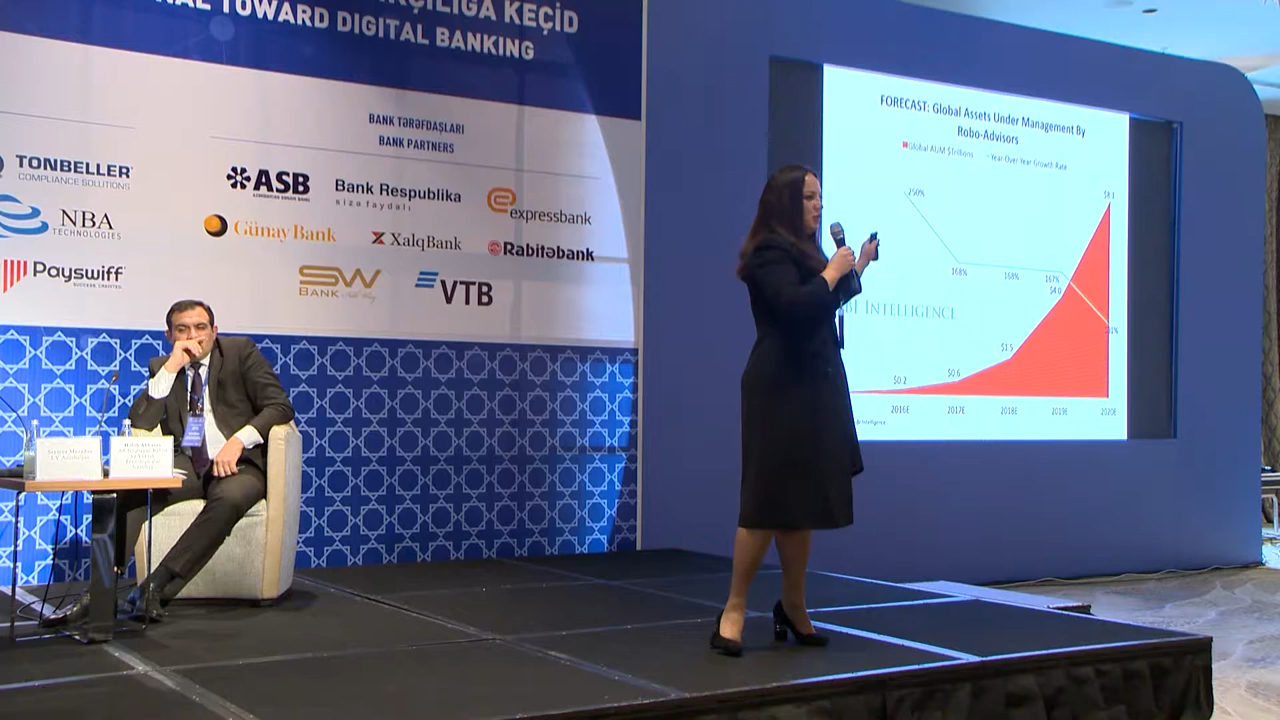 KEÇİD
TOWARD DIGITAL BANKING
BANK TƏRƏFDAŞLARI
BANK PARTNERS
TONBELLER
COMPLIANCE SOLUTIONS
NBA
TECHNOLOGIES
Payswiff
ASB
Bank Respublika
sizə faydalı
expressbank
Günay Bank
XalqBank
Rabitəbank
SW
BANK
VTB
FORECAST: Global Assets Under Management By
Robo-Advisors
Global AUM $Trillions
Year Over Year Growth Rate
250%
168%
168%
167%
$8.1
$4.0
$1.5
$0.6
$0.2
INTELLIGENCE
2016E
2017E
2018E
2019E
2020E